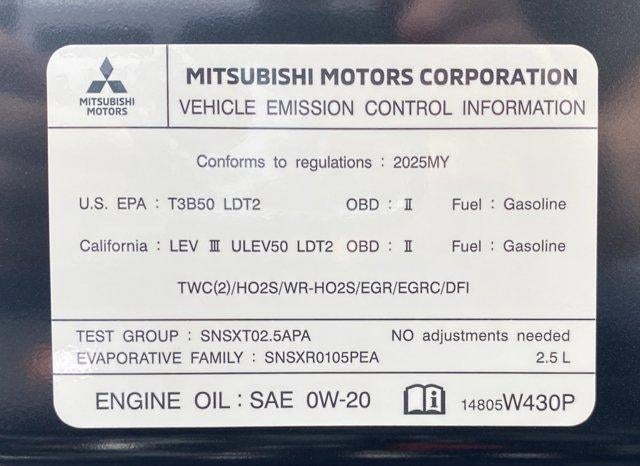 MITSUBISHI
MOTORS
MITSUBISHI MOTORS CORPORATION
VEHICLE EMISSION CONTROL INFORMATION
Conforms to regulations : 2025MY
U.S. EPA : T3B50 LDT2 OBD : Ⅱ Fuel : Gasoline
California : LEV Ⅲ ULEV50 LDT2 OBD : Ⅱ Fuel : Gasoline
TWC(2)/HO2S/WR-HO2S/EGR/EGRC/DFI
TEST GROUP : SNSXT02.5APA NO adjustments needed
EVAPORATIVE FAMILY : SNSXR0105PEA 2.5 L
ENGINE OIL : SAE 0W-20 14805W430P